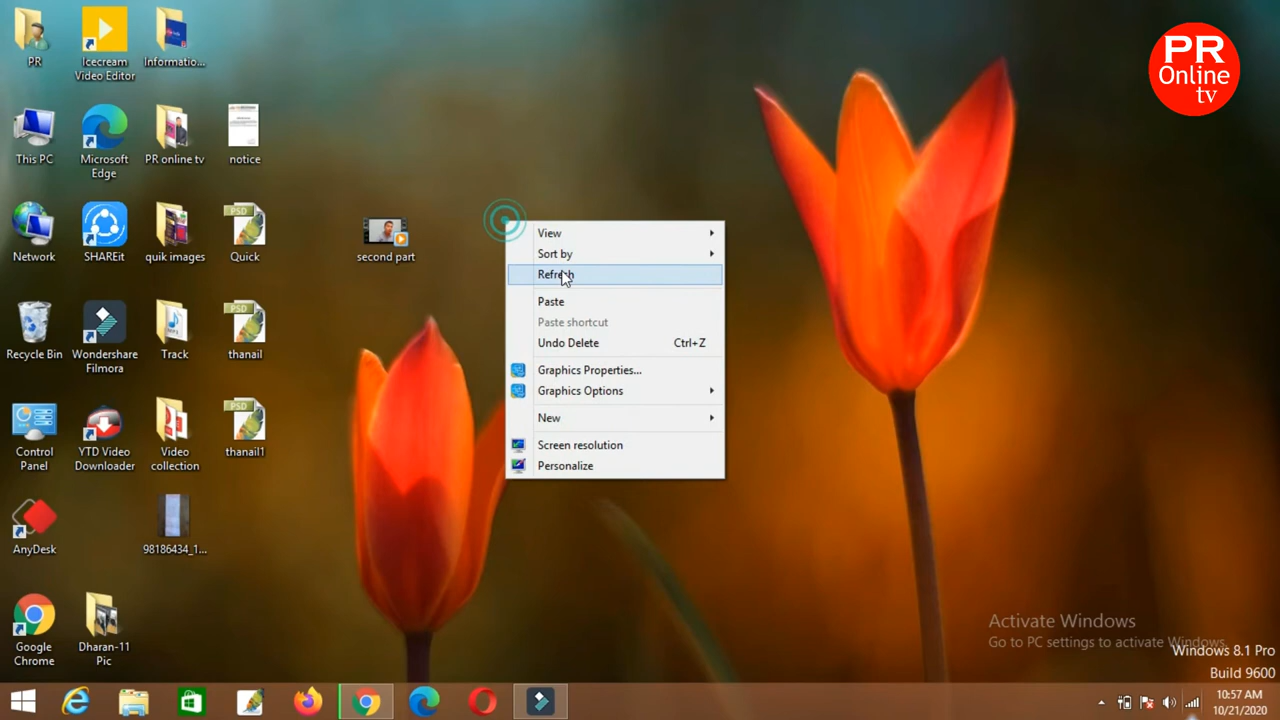 PR
Icecream
Video Editor
Informatio...
This PC
Microsoft
Edge
PR online tv
notice
Network
SHAREit
quik images
PSD
Quick
second part
Recycle Bin
Wondershare
Filmora
Track
PSD
thanail
Control
Panel
YTD Video
Downloader
Video
collection
PSD
thanail1
AnyDesk
98186434_1...
Google
Chrome
Dharan-11
Pic
View
Sort by
Refresh
Paste
Paste shortcut
Undo Delete Ctrl+Z
Graphics Properties...
Graphics Options
New
Screen resolution
Personalize
PR
Online
tv
Activate Windows
Go to PC settings to activate Windows.
Windows 8.1 Pro
Build 9600
10:57 AM
10/21/2020